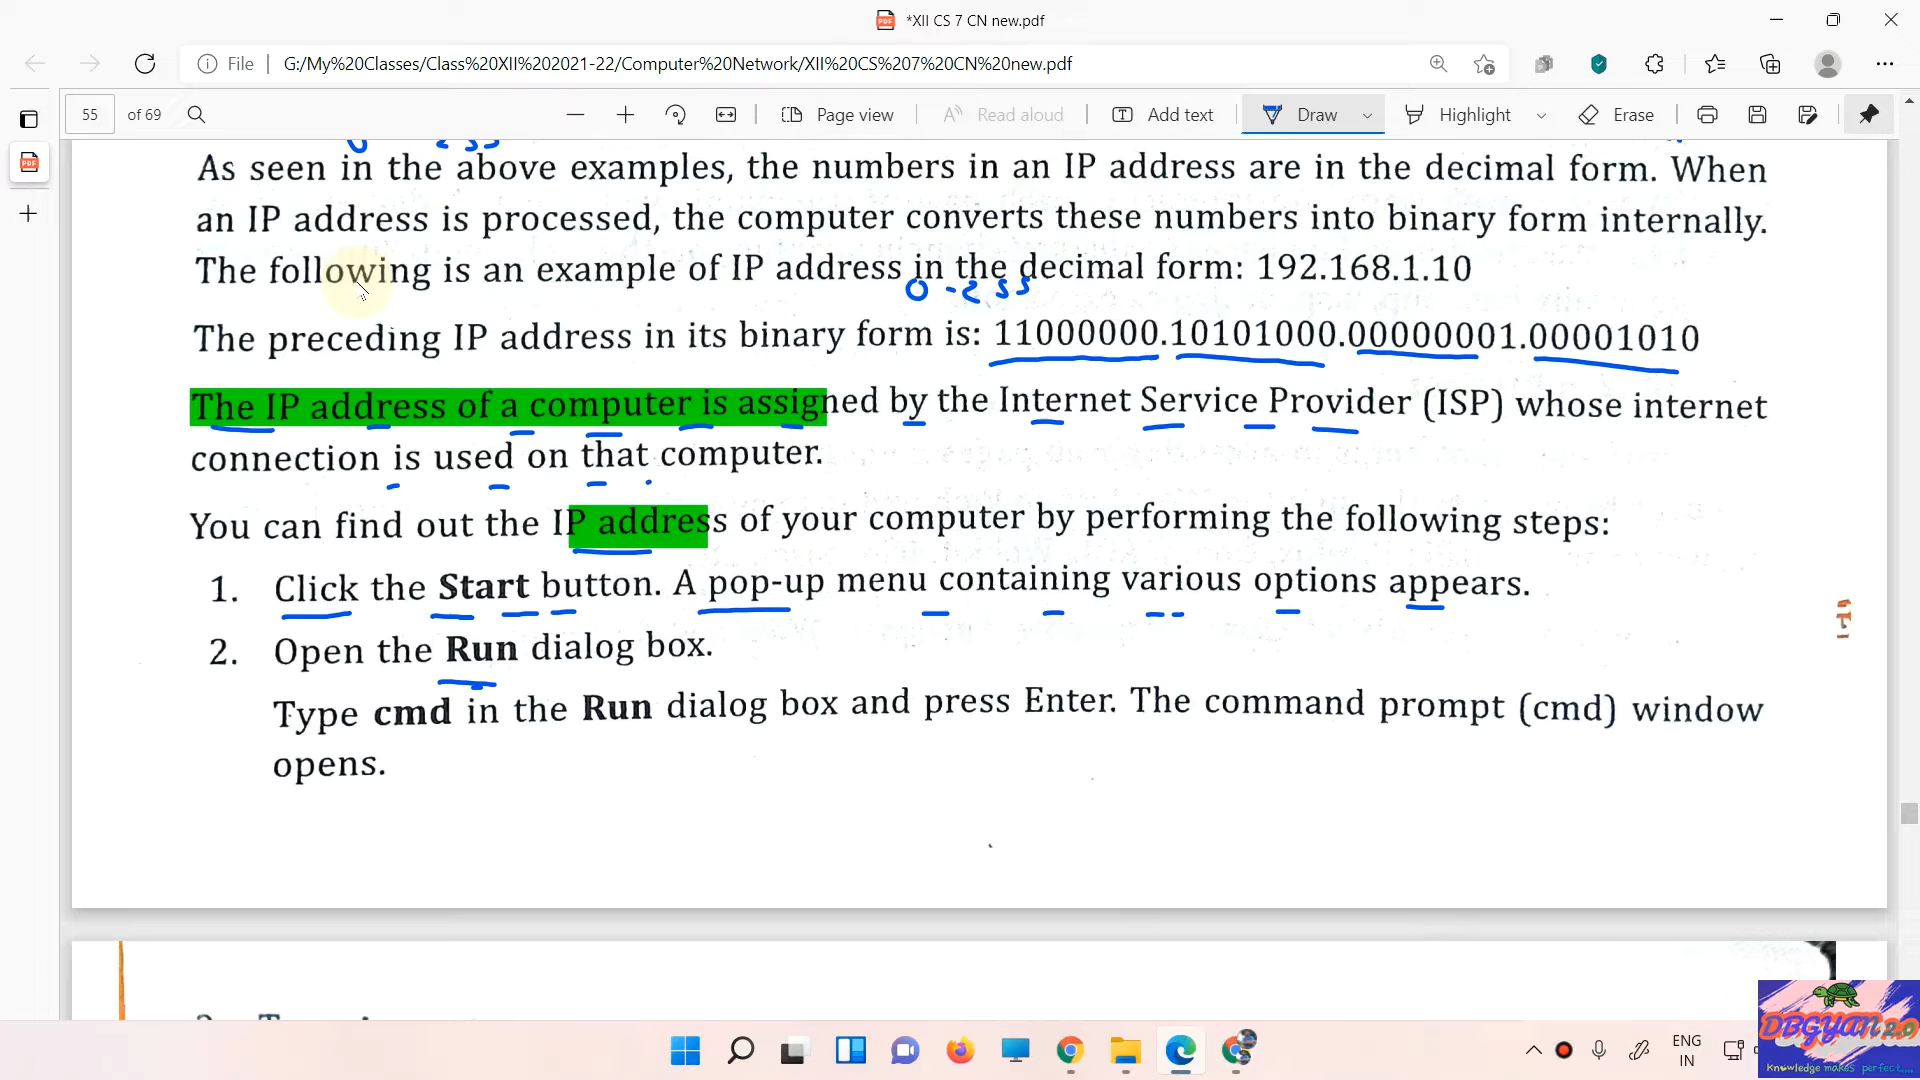 *XII CS 7 CN new.pdf
File
G:/My%20Classes/Class%20XII%202021-22/Computer%20Network/XII%20CS%207%20CN%20new.pdf
55 of 69
Page view
Read aloud
Add text
Draw
Highlight
Erase
As seen in the above examples, the numbers in an IP address are in the decimal form. When
an IP address is processed, the computer converts these numbers into binary form internally.
The following is an example of IP address in the decimal form: 192.168.1.10
0 - 255
The preceding IP address in its binary form is: 11000000.10101000.00000001.00001010
The IP address of a computer is assigned by the Internet Service Provider (ISP) whose internet
connection is used on that computer.
You can find out the IP address of your computer by performing the following steps:
1. Click the Start button. A pop-up menu containing various options appears.
2. Open the Run dialog box.
Type cmd in the Run dialog box and press Enter. The command prompt (cmd) window
opens.
ENG
IN
DBGyan 2.0
Knowledge makes perfect....